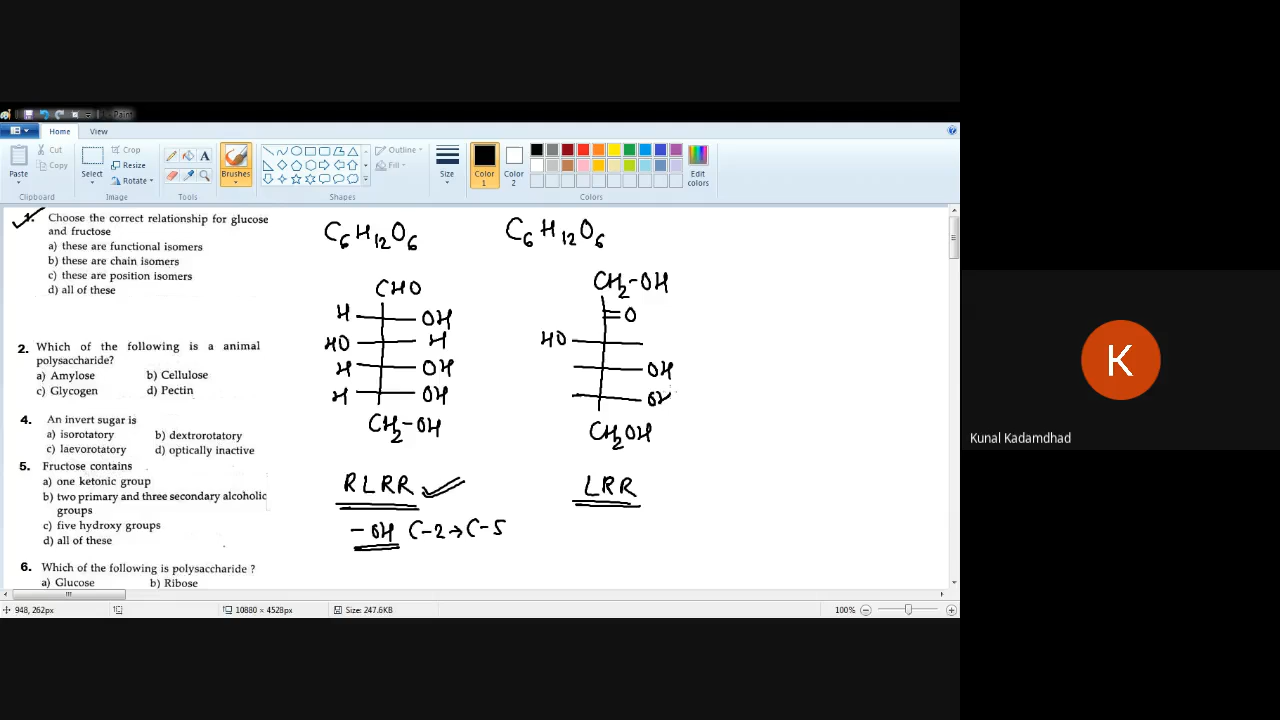 Paint
Home View
Cut
Copy
Paste
Clipboard
Crop
Resize
Rotate
Select
Image
A
Tools
Brushes
Outline
Fill
Shapes
Size
Color 1
Color 2
Edit colors
Colors
1. Choose the correct relationship for glucose and fructose
a) these are functional isomers
b) these are chain isomers
c) these are position isomers
d) all of these
2. Which of the following is a animal polysaccharide?
a) Amylose b) Cellulose
c) Glycogen d) Pectin
4. An invert sugar is
a) isorotatory b) dextrorotatory
c) laevorotatory d) optically inactive
5. Fructose contains
a) one ketonic group
b) two primary and three secondary alcoholic groups
c) five hydroxy groups
d) all of these
6. Which of the following is polysaccharide ?
a) Glucose b) Ribose
C6H12O6
CHO
H OH
HO H
H OH
H OH
CH2-OH
RLRR
-OH C-2→C-5
C6H12O6
CH2-OH
=O
HO
OH
OH
CH2OH
LRR
948, 262px
10880 × 4528px
Size: 247.6KB
100%
K
Kunal Kadamdhad